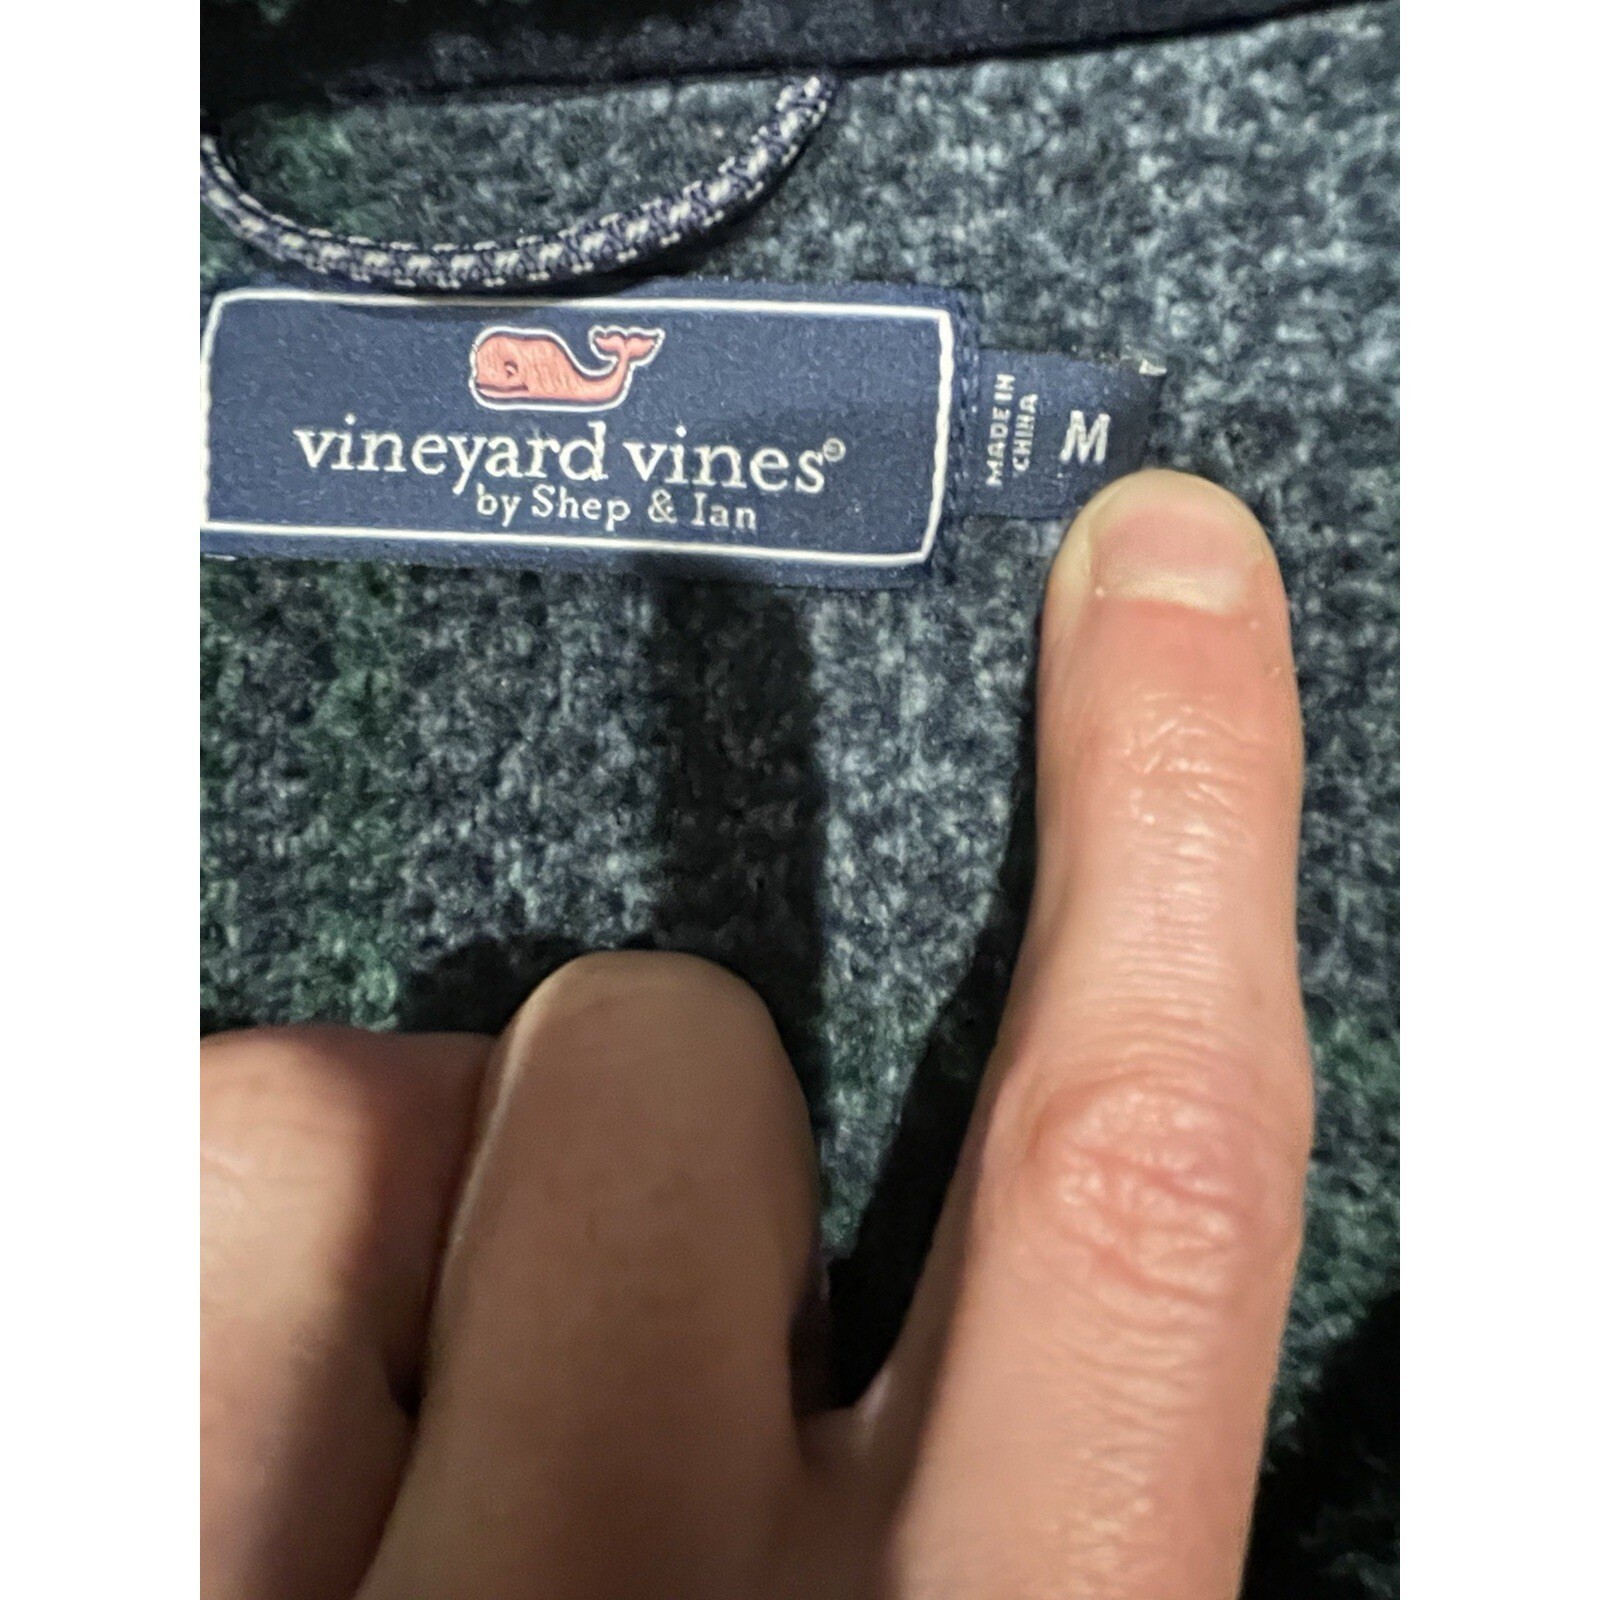 vineyard vines®
by Shep & Ian
MADE IN
CHINA
M